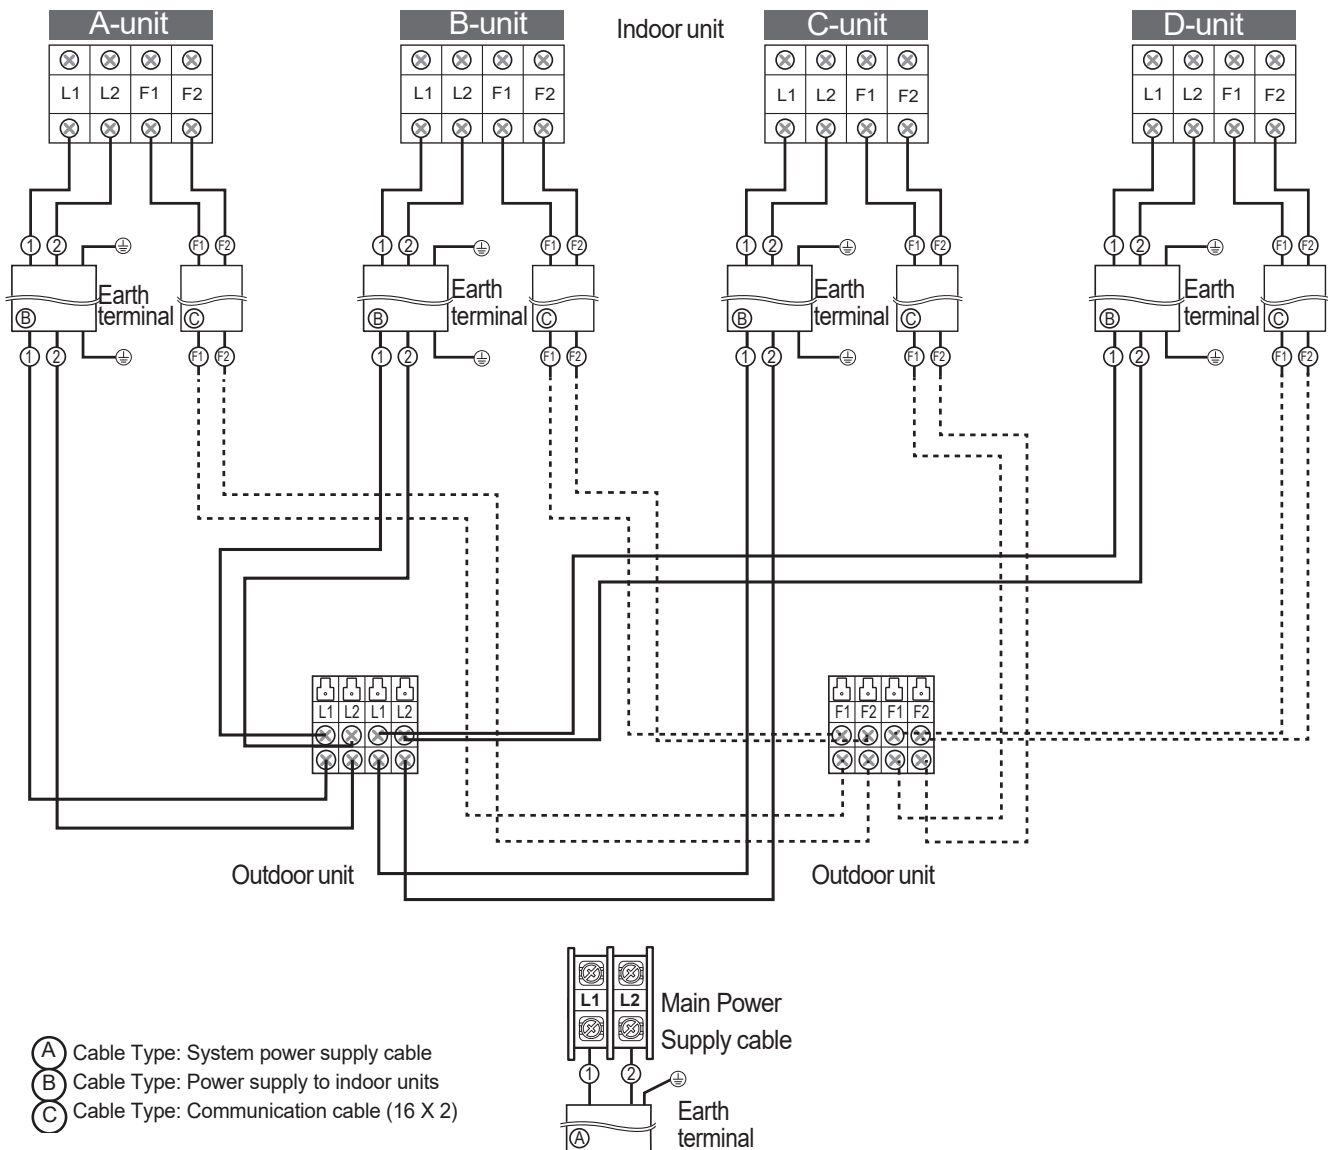 A-unit B-unit Indoor unit C-unit D-unit
L1 L2 F1 F2 L1 L2 F1 F2 L1 L2 F1 F2 L1 L2 F1 F2
1 2 F1 F2 1 2 F1 F2 1 2 F1 F2 1 2 F1 F2
Earth Earth Earth Earth
B terminal C B terminal C B terminal C B terminal C
1 2 F1 F2 1 2 F1 F2 1 2 F1 F2 1 2 F1 F2
L1 L2 L1 L2 F1 F2 F1 F2
Outdoor unit Outdoor unit
L1 L2 Main Power
Supply cable
A Cable Type: System power supply cable
B Cable Type: Power supply to indoor units
C Cable Type: Communication cable (16 X 2)
1 2
Earth
A terminal